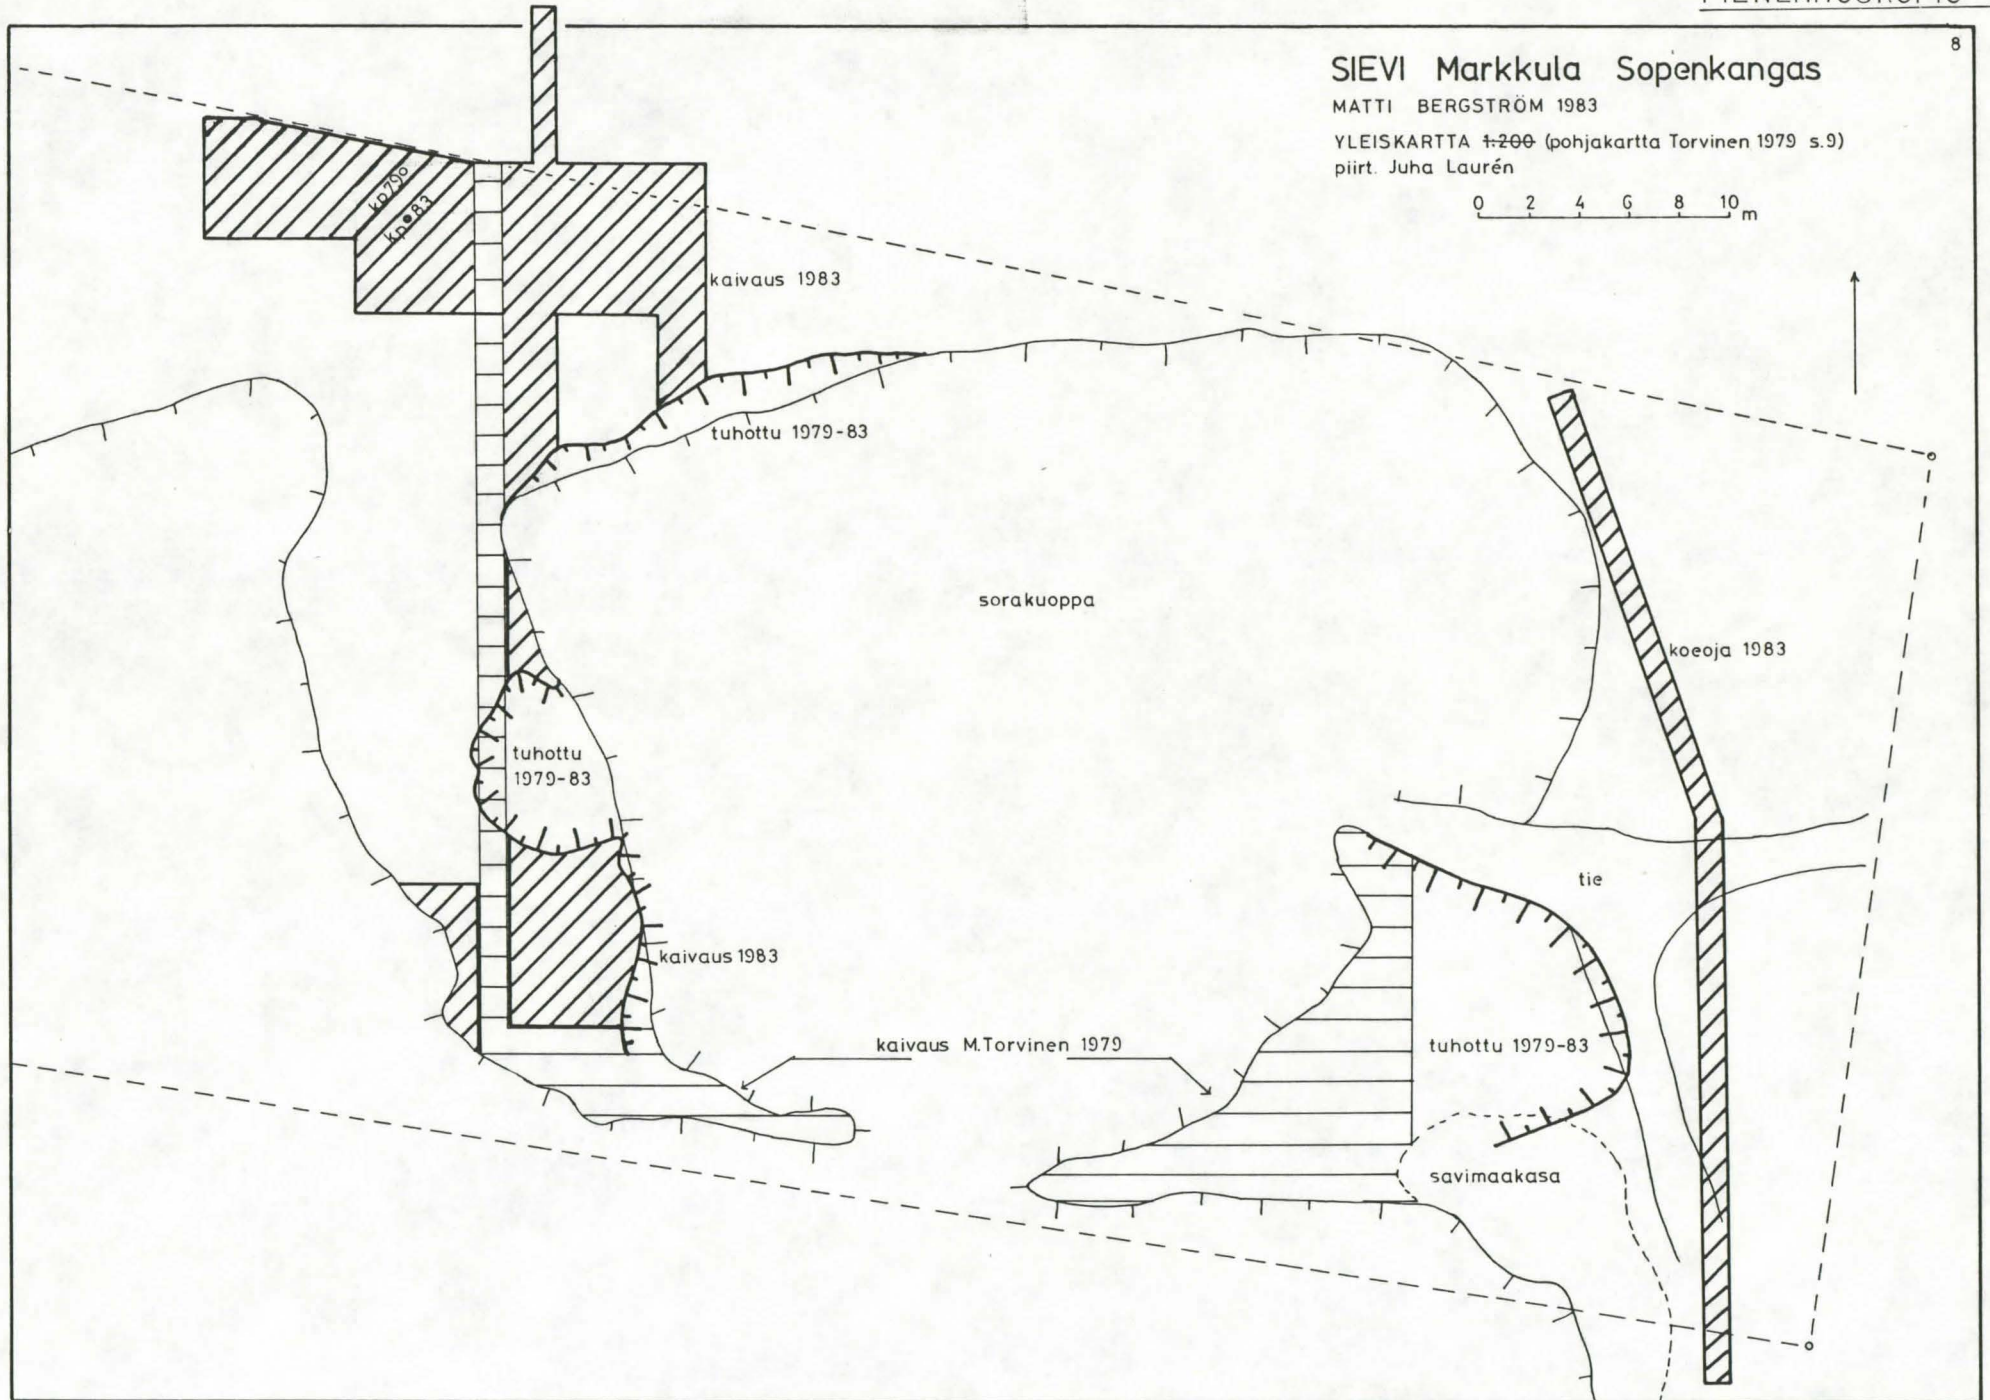 8
SIEVI Markkula Sopenkangas
MATTI BERGSTRÖM 1983
YLEISKARTTA 1:200 (pohjakartta Torvinen 1979 s.9)
piirt. Juha Laurén
0 2 4 6 8 10 m
kp79
kp 83
kaivaus 1983
tuhottu 1979-83
sorakuoppa
koeoja 1983
tuhottu
1979-83
tie
kaivaus 1983
kaivaus M.Torvinen 1979
tuhottu 1979-83
savimaakasa